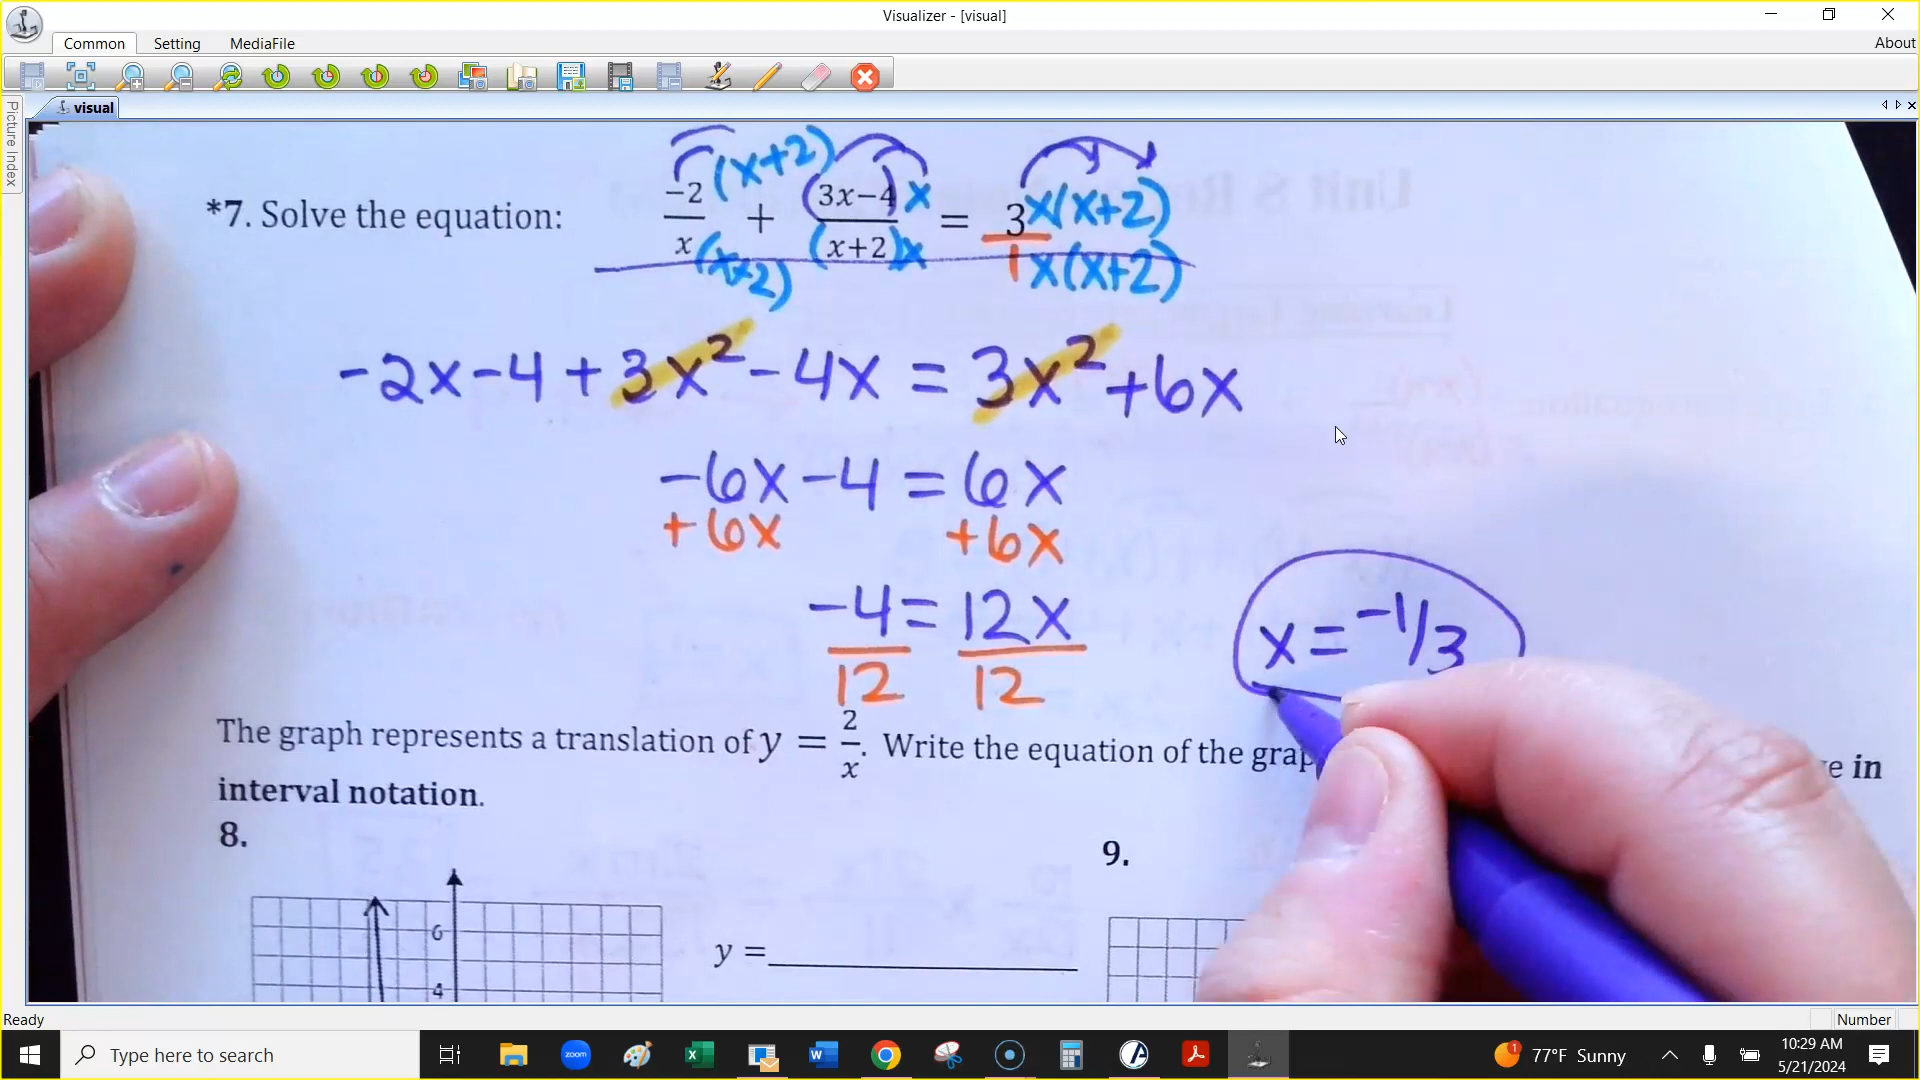 Visualizer - [visual]
Common Setting MediaFile About
Picture Index
visual
*7. Solve the equation: -2(x+2)/x(x+2) + (3x-4)x/(x+2)x = 3x(x+2)/1x(x+2)
-2x-4+3x²-4x = 3x²+6x
-6x-4 = 6x
+6x +6x
-4 = 12x
12 12
x = -1/3
The graph represents a translation of y = 2/x. Write the equation of the in
interval notation.
8. 9.
6
4
y =
Ready Number
Type here to search
zoom
77°F Sunny
10:29 AM
5/21/2024